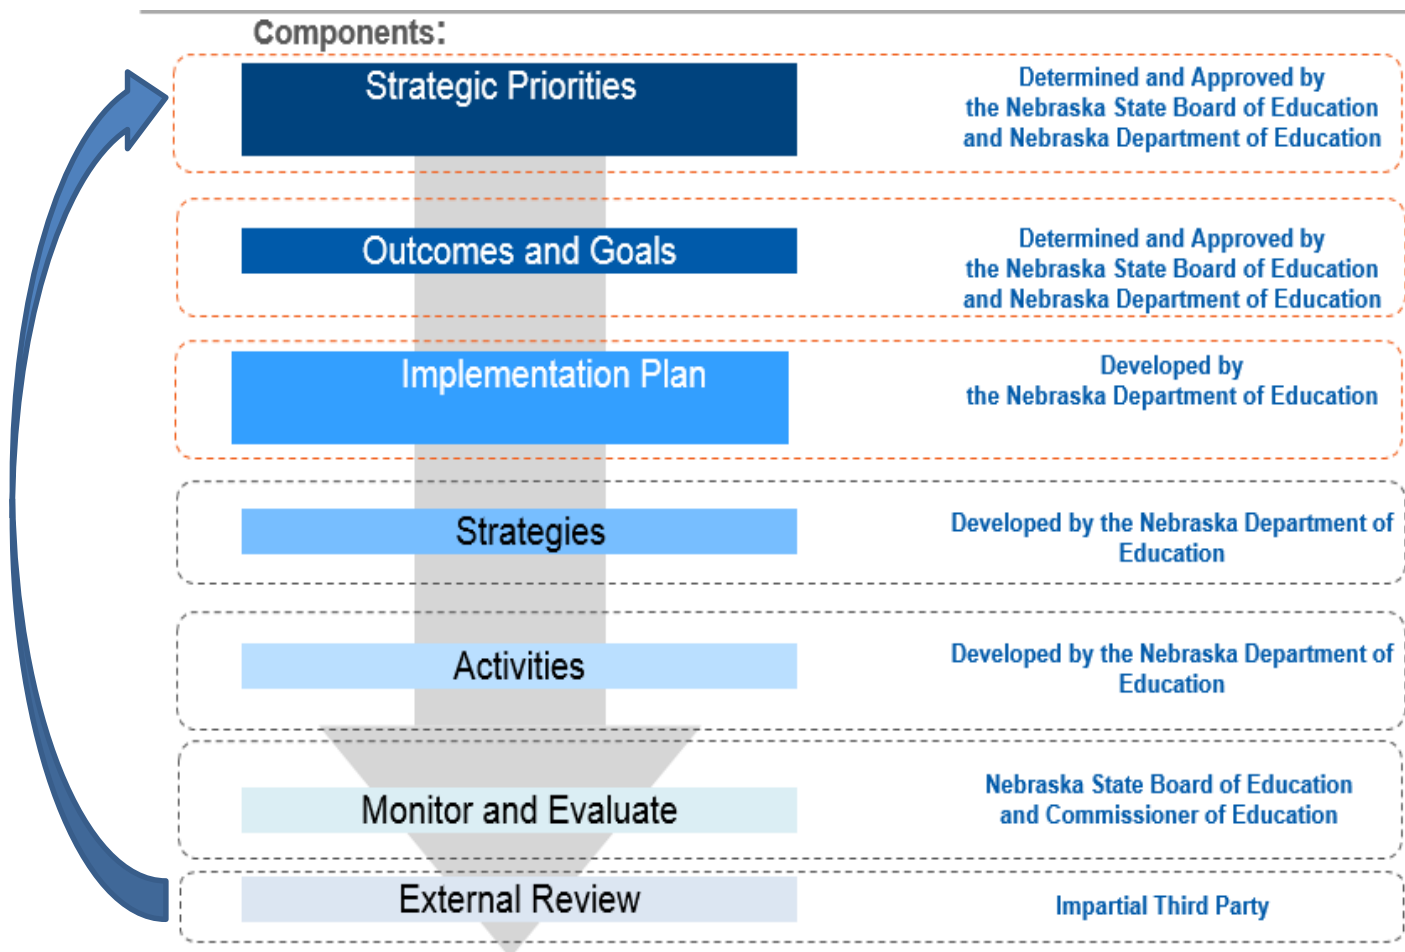 Components:
Strategic Priorities
Determined and Approved by
the Nebraska State Board of Education
and Nebraska Department of Education
Outcomes and Goals
Determined and Approved by
the Nebraska State Board of Education
and Nebraska Department of Education
Implementation Plan
Developed by
the Nebraska Department of Education
Strategies
Developed by the Nebraska Department of
Education
Activities
Developed by the Nebraska Department of
Education
Monitor and Evaluate
Nebraska State Board of Education
and Commissioner of Education
External Review
Impartial Third Party